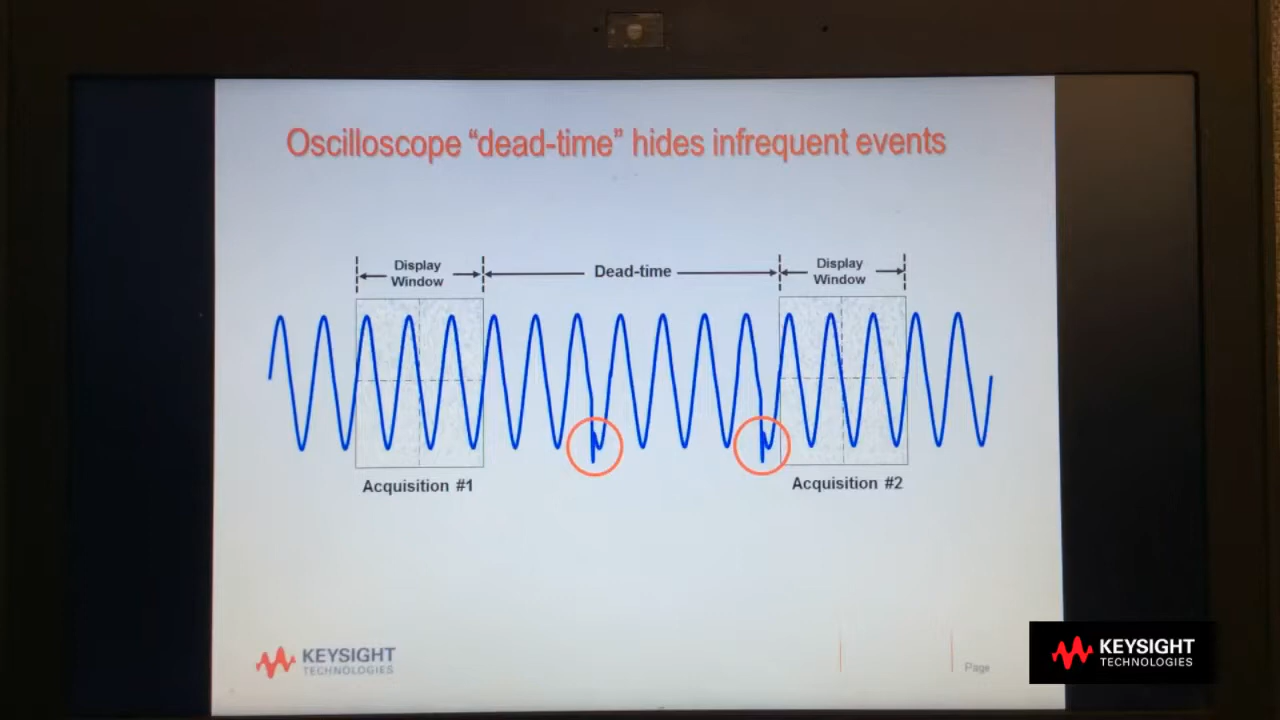 Oscilloscope “dead-time” hides infrequent events
Display
Window
Dead-time
Display
Window
Acquisition #1
Acquisition #2
KEYSIGHT
TECHNOLOGIES
Page
KEYSIGHT
TECHNOLOGIES